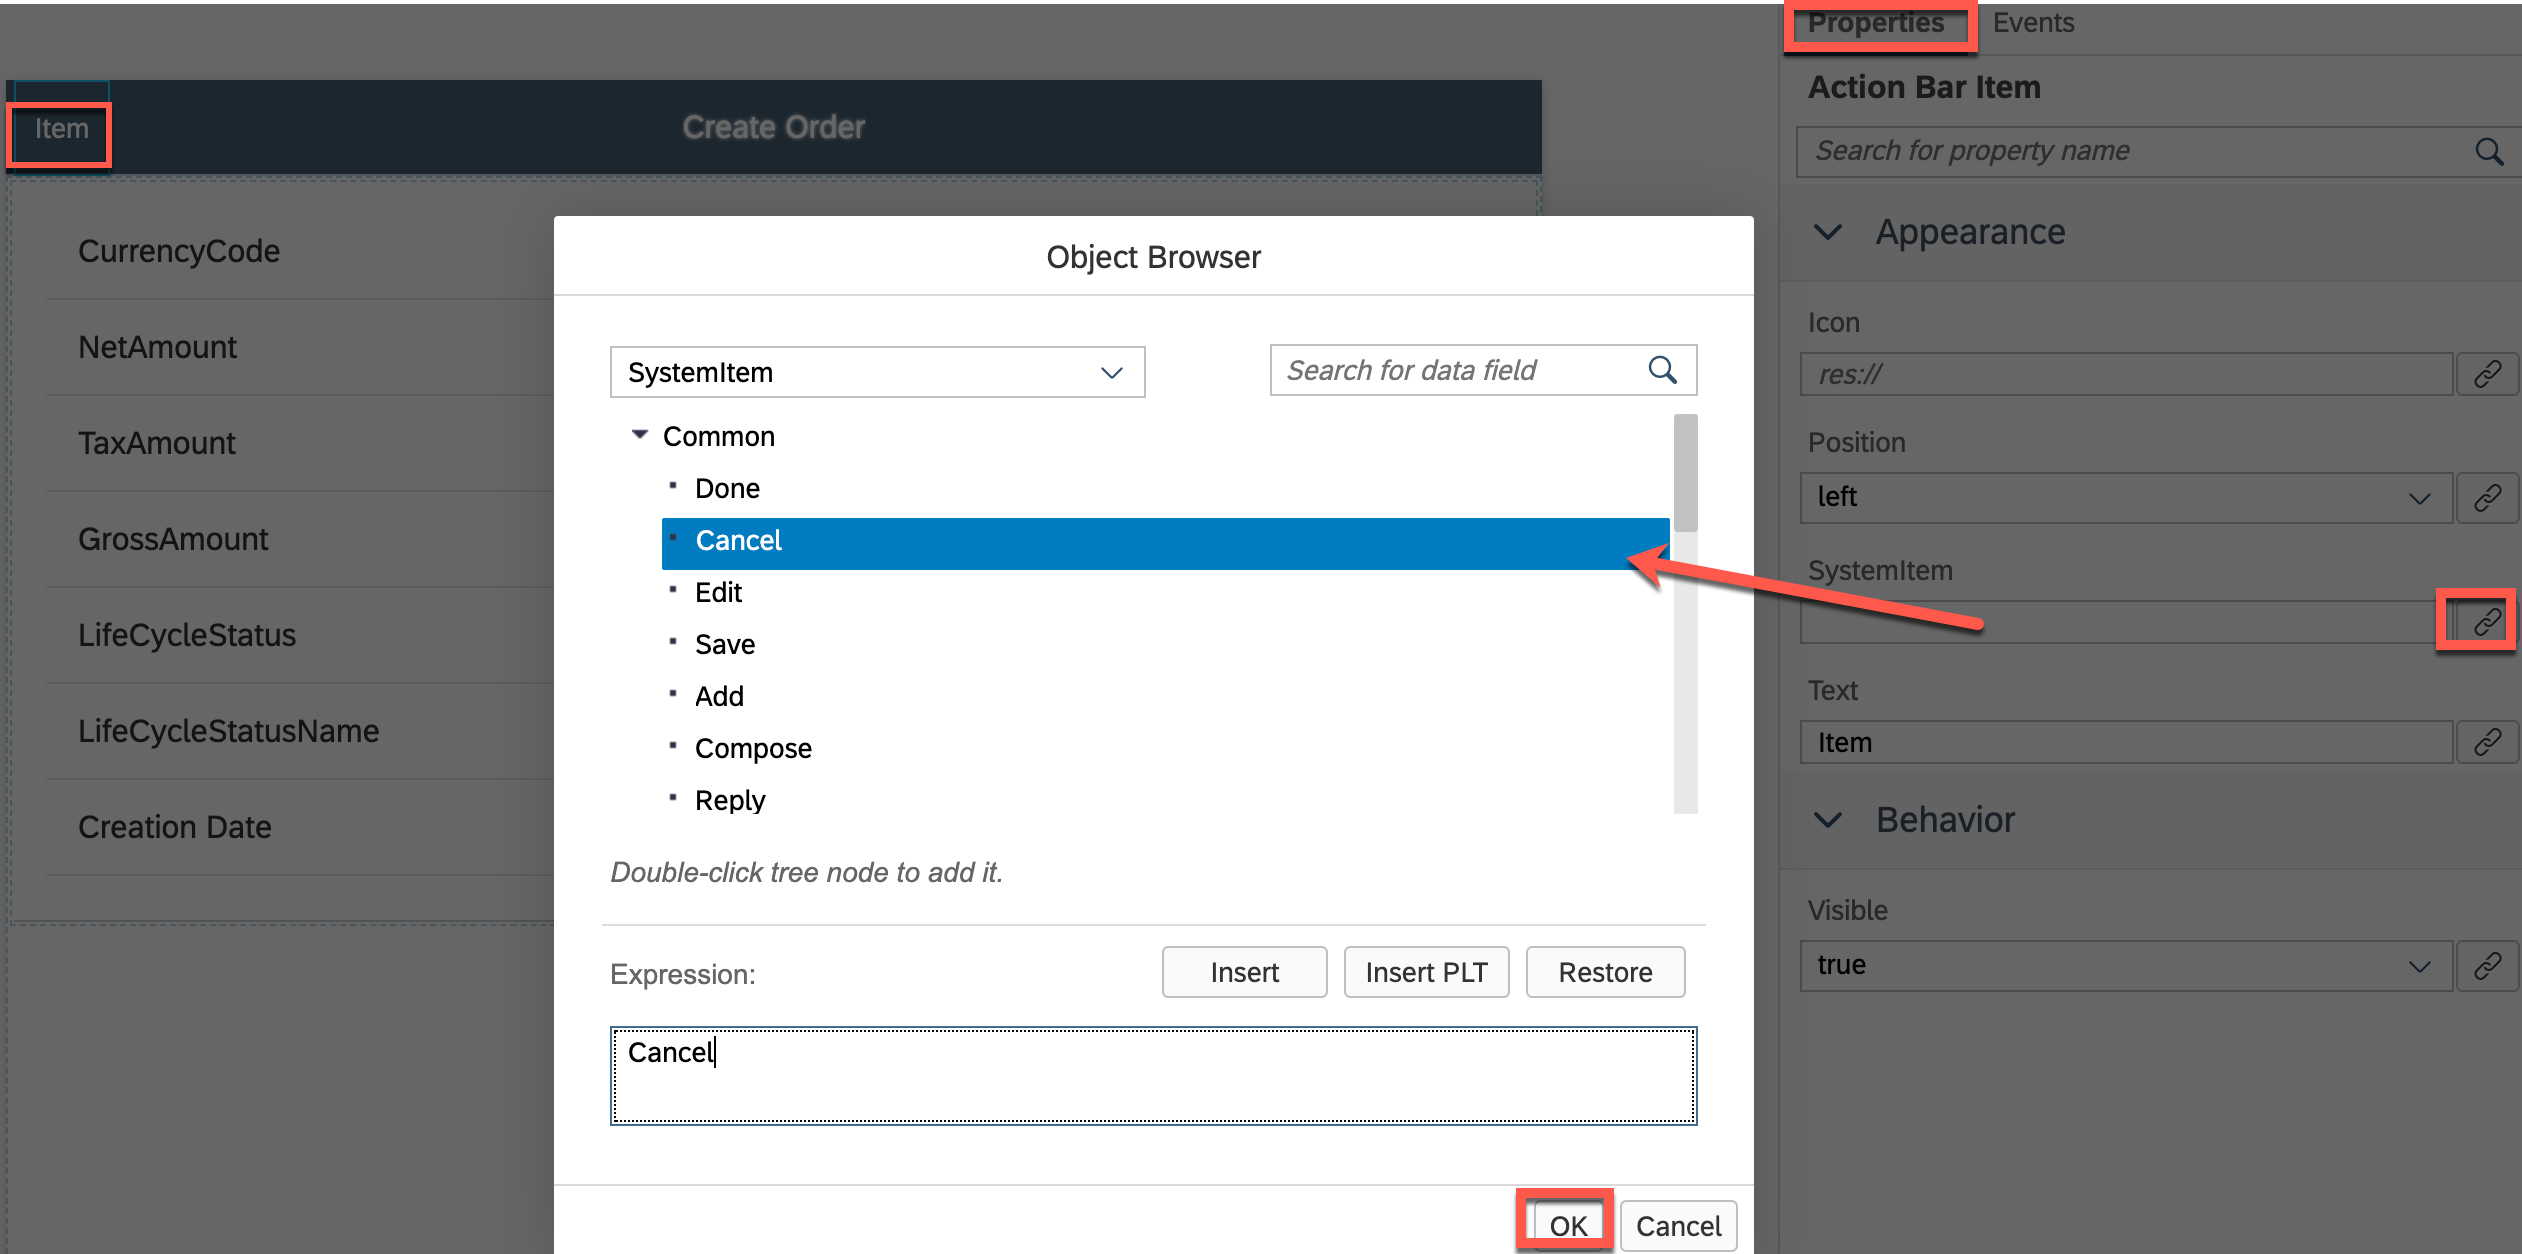 Properties
Events
Action Bar Item
Search for property name
Item
Create Order
Appearance
CurrencyCode
NetAmount
TaxAmount
GrossAmount
LifeCycleStatus
LifeCycleStatusName
Creation Date
Object Browser
SystemItem
Search for data field
Common
Done
Cancel
Edit
Save
Add
Compose
Reply
Double-click tree node to add it.
Expression:
Insert
Insert PLT
Restore
Cancel
OK
Cancel
Icon
res://
Position
left
SystemItem
Text
Item
Behavior
Visible
true